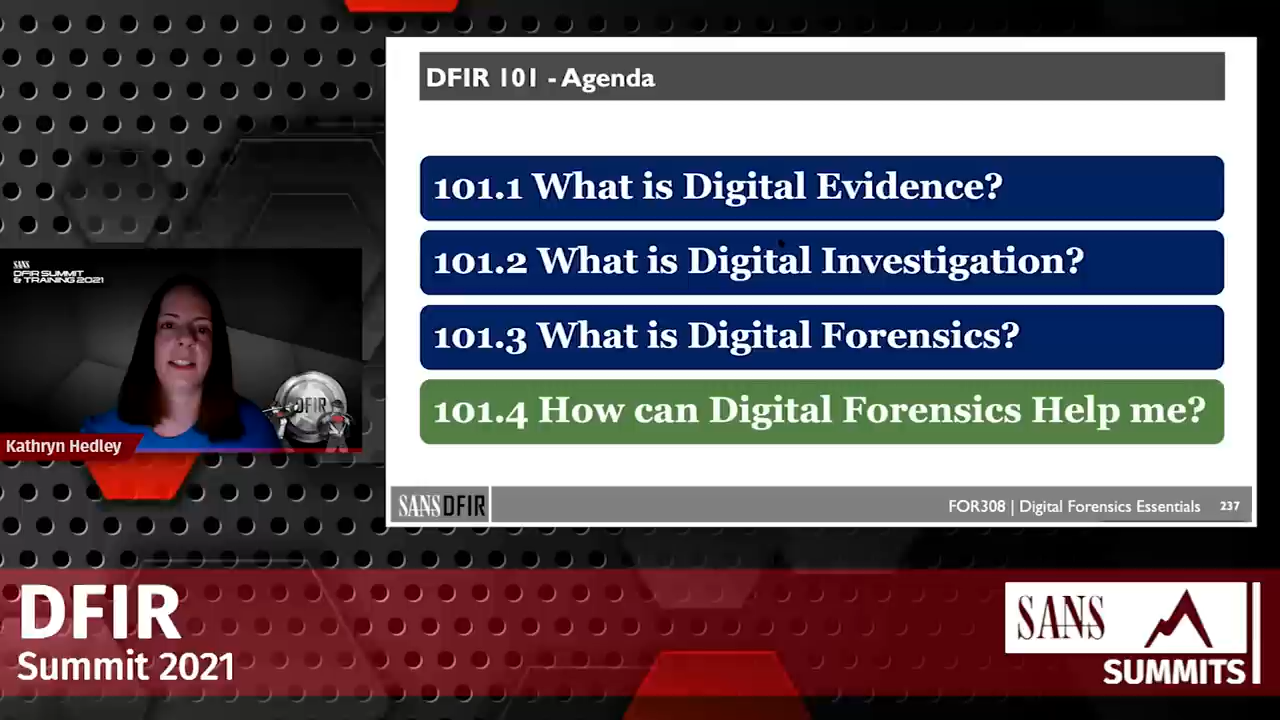 DFIR 101 - Agenda
101.1 What is Digital Evidence?
101.2 What is Digital Investigation?
101.3 What is Digital Forensics?
101.4 How can Digital Forensics Help me?
SANS DFIR
FOR308 | Digital Forensics Essentials 237
SANS
DFIR SUMMIT
& TRAINING 2021
DFIR
Kathryn Hedley
DFIR
Summit 2021
SANS
SUMMITS